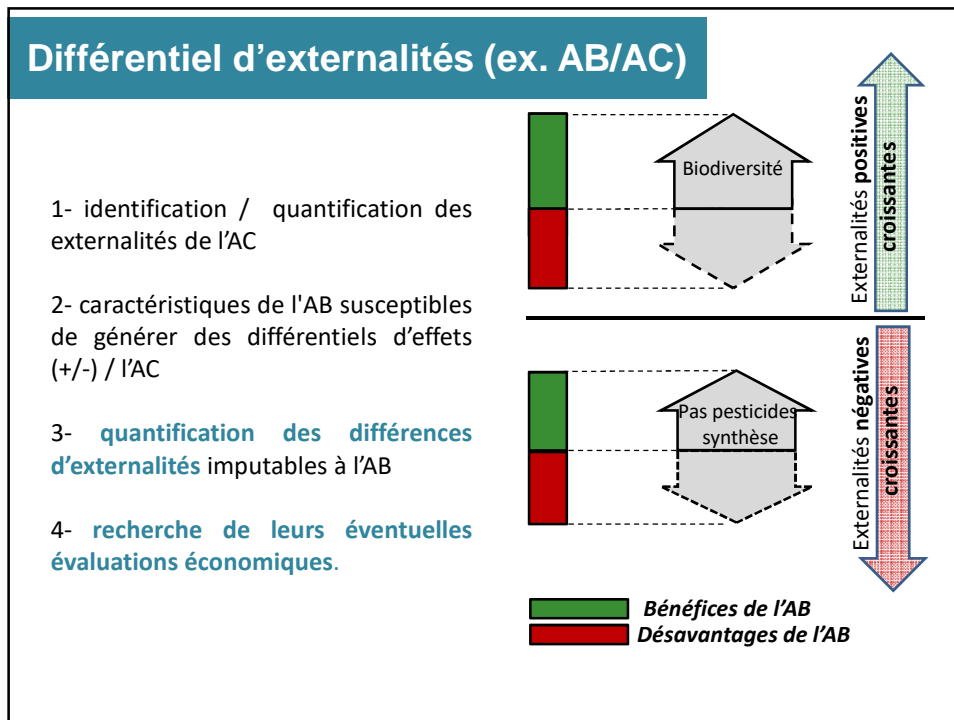 Différentiel d’externalités (ex. AB/AC)
1- identification / quantification des
externalités de l’AC
2- caractéristiques de l'AB susceptibles
de générer des différentiels d’effets
(+/-) / l’AC
3- quantification des différences
d’externalités imputables à l’AB
4- recherche de leurs éventuelles
évaluations économiques.
Biodiversité
Externalités positives
croissantes
Pas pesticides
synthèse
Externalités négatives
croissantes
Bénéfices de l’AB
Désavantages de l’AB